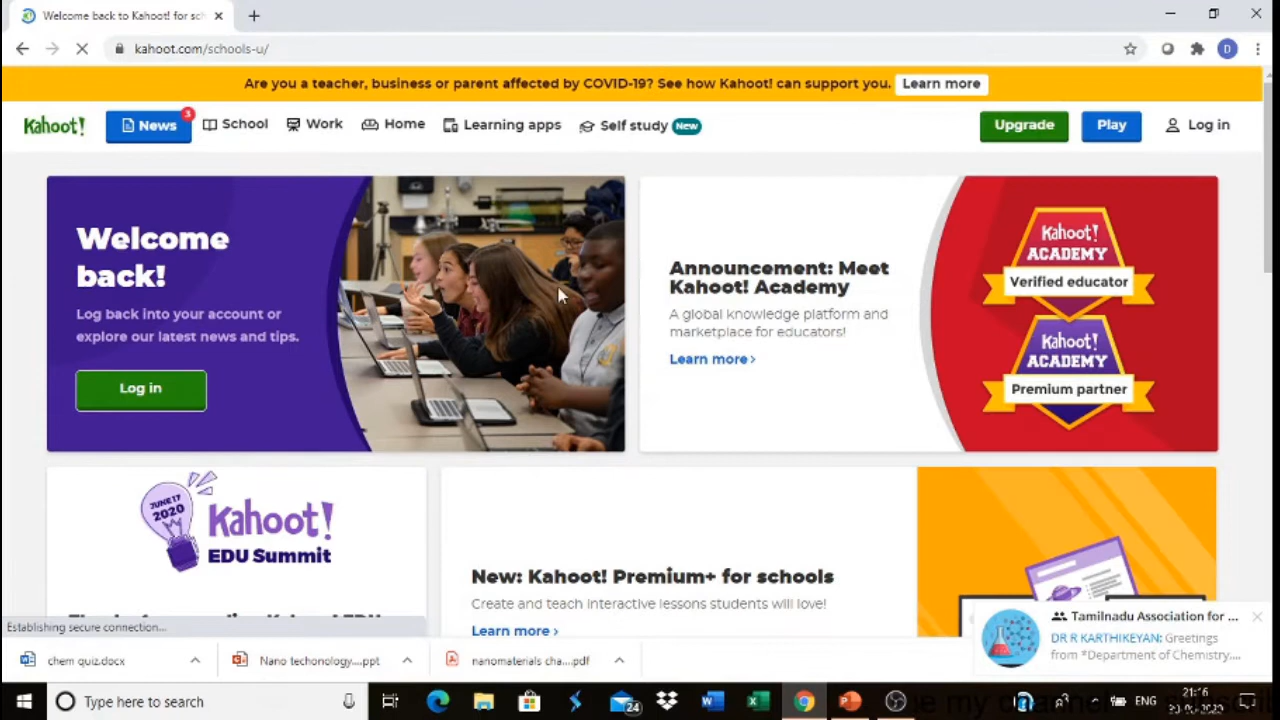 Welcome back to Kahoot! for sch
kahoot.com/schools-u/
D
Are you a teacher, business or parent affected by COVID-19? See how Kahoot! can support you. Learn more
Kahoot! News 3 School Work Home Learning apps Self study New Upgrade Play Log in
Welcome
back!
Log back into your account or
explore our latest news and tips.
Log in
Announcement: Meet
Kahoot! Academy
A global knowledge platform and
marketplace for educators!
Learn more ›
Kahoot!
ACADEMY
Verified educator
Kahoot!
ACADEMY
Premium partner
JUNE 17
2020
Kahoot!
EDU Summit
New: Kahoot! Premium+ for schools
Create and teach interactive lessons students will love!
Learn more ›
Establishing secure connection...
Tamilnadu Association for ...
DR R KARTHIKEYAN: Greetings
from *Department of Chemistry....
chem quiz.docx
Nano techonology....ppt
nanomaterials cha....pdf
Type here to search
24
ENG
21:16